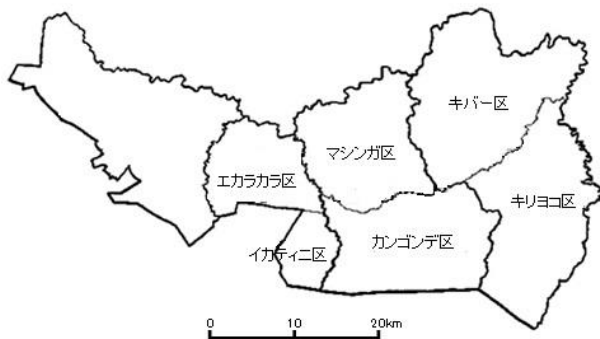 キバー区
マシンガ区
エカラカラ区
キリヨコ区
カンゴンデ区
イカティニ区
0 10 20km